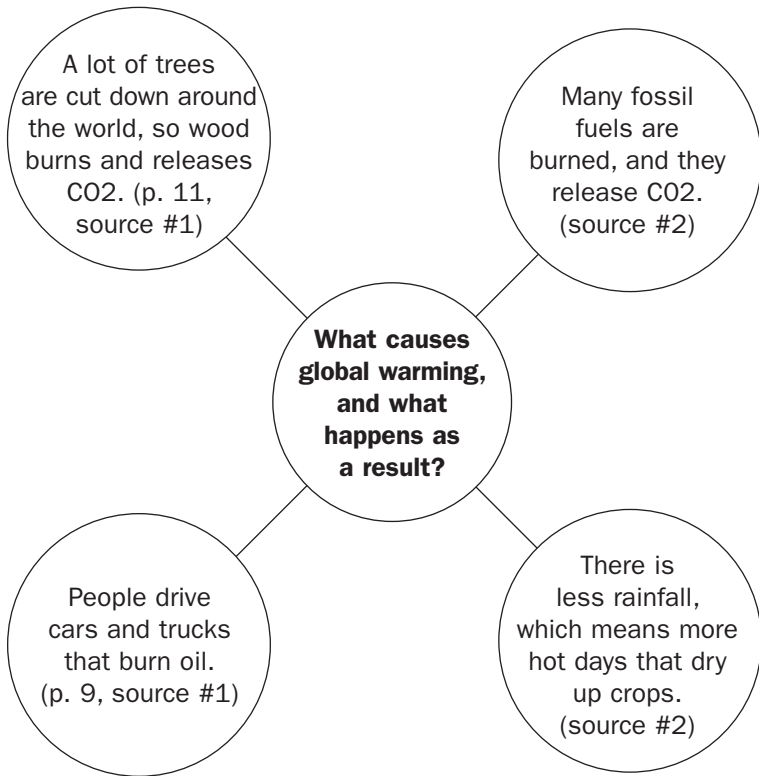 A lot of trees
are cut down around
the world, so wood
burns and releases
CO2. (p. 11,
source #1)
Many fossil
fuels are
burned, and they
release CO2.
(source #2)
What causes
global warming,
and what
happens as
a result?
People drive
cars and trucks
that burn oil.
(p. 9, source #1)
There is
less rainfall,
which means more
hot days that dry
up crops.
(source #2)